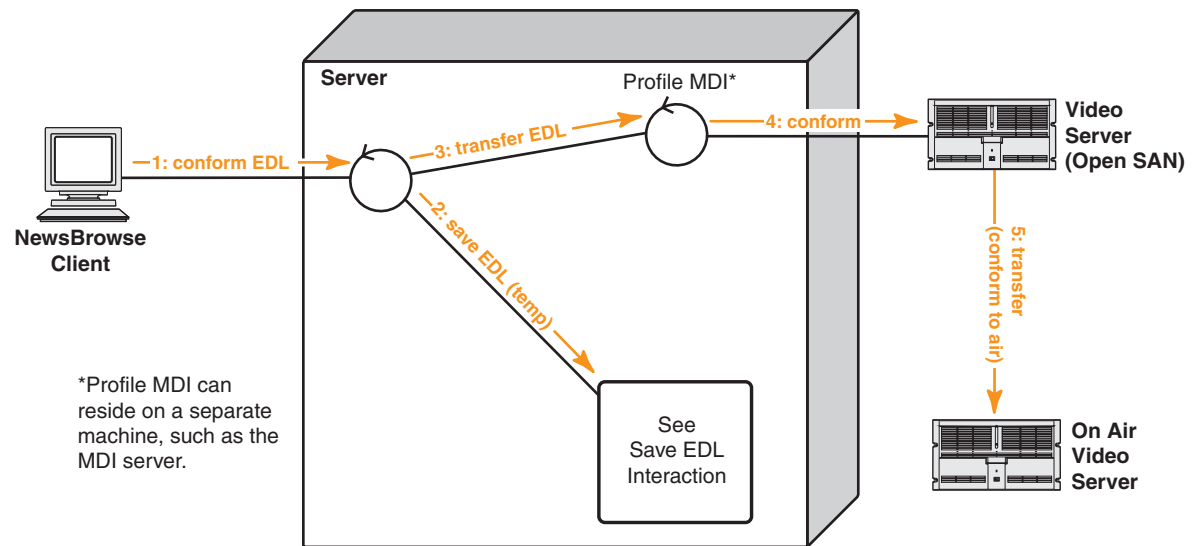 Server
Profile MDI*
1: conform EDL
3: transfer EDL
4: conform
Video
Server
(Open SAN)
NewsBrowse
Client
2: save EDL (temp)
5: transfer
(conform to air)
*Profile MDI can
reside on a separate
machine, such as the
MDI server.
See
Save EDL
Interaction
On Air
Video
Server